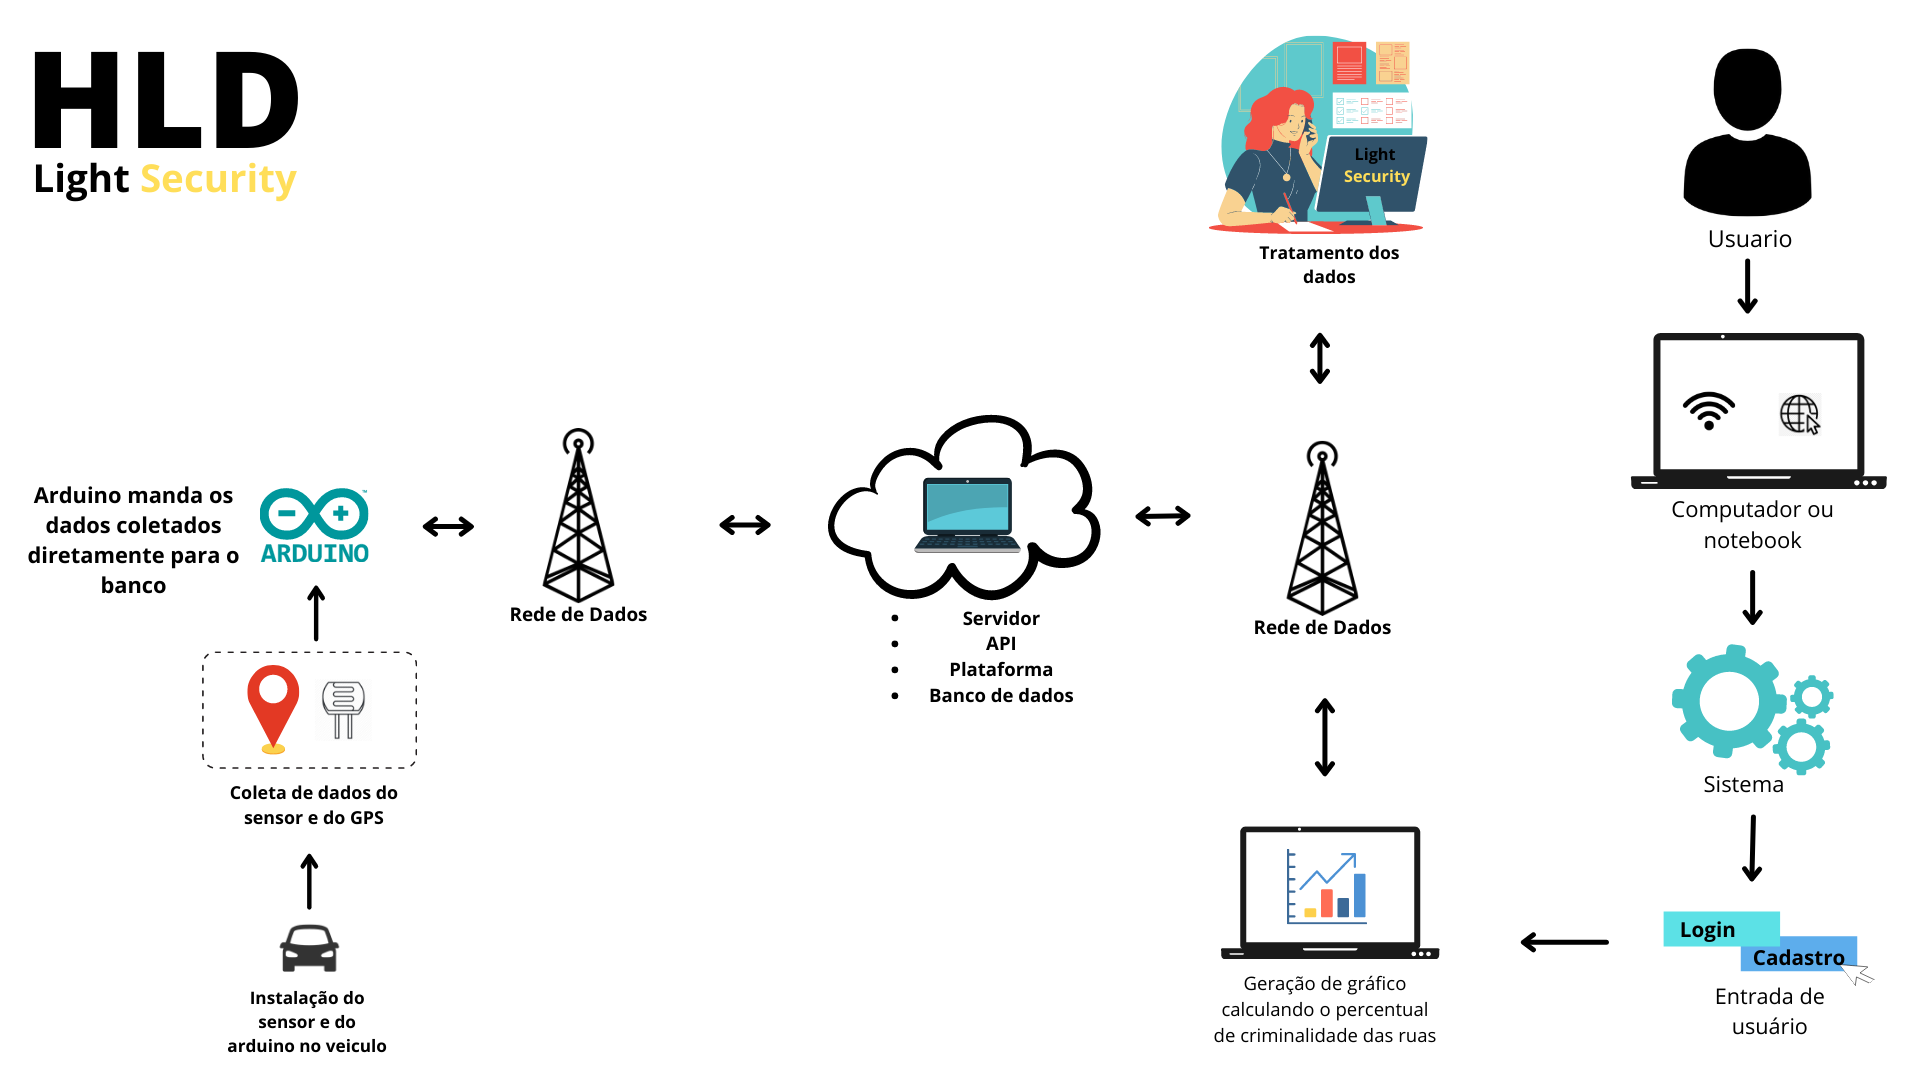 HLD
Light Security
Light
Security
Tratamento dos
dados
Usuario
Computador ou
notebook
Arduino manda os
dados coletados
diretamente para o
banco
ARDUINO
™
Rede de Dados
Servidor
API
Plataforma
Banco de dados
Rede de Dados
Coleta de dados do
sensor e do GPS
Instalação do
sensor e do
arduino no veiculo
Sistema
Login
Cadastro
Entrada de
usuário
Geração de gráfico
calculando o percentual
de criminalidade das ruas